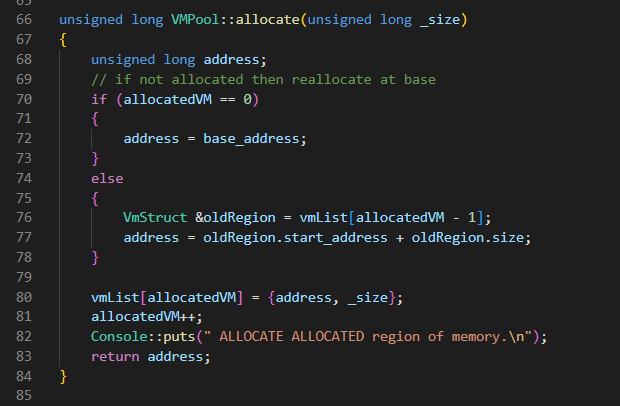 65
66 unsigned long VMPool::allocate(unsigned long _size)
67 {
68     unsigned long address;
69     // if not allocated then reallocate at base
70     if (allocatedVM == 0)
71     {
72         address = base_address;
73     }
74     else
75     {
76         VmStruct &oldRegion = vmList[allocatedVM - 1];
77         address = oldRegion.start_address + oldRegion.size;
78     }
79
80     vmList[allocatedVM] = {address, _size};
81     allocatedVM++;
82     Console::puts(" ALLOCATE ALLOCATED region of memory.\n");
83     return address;
84 }
85